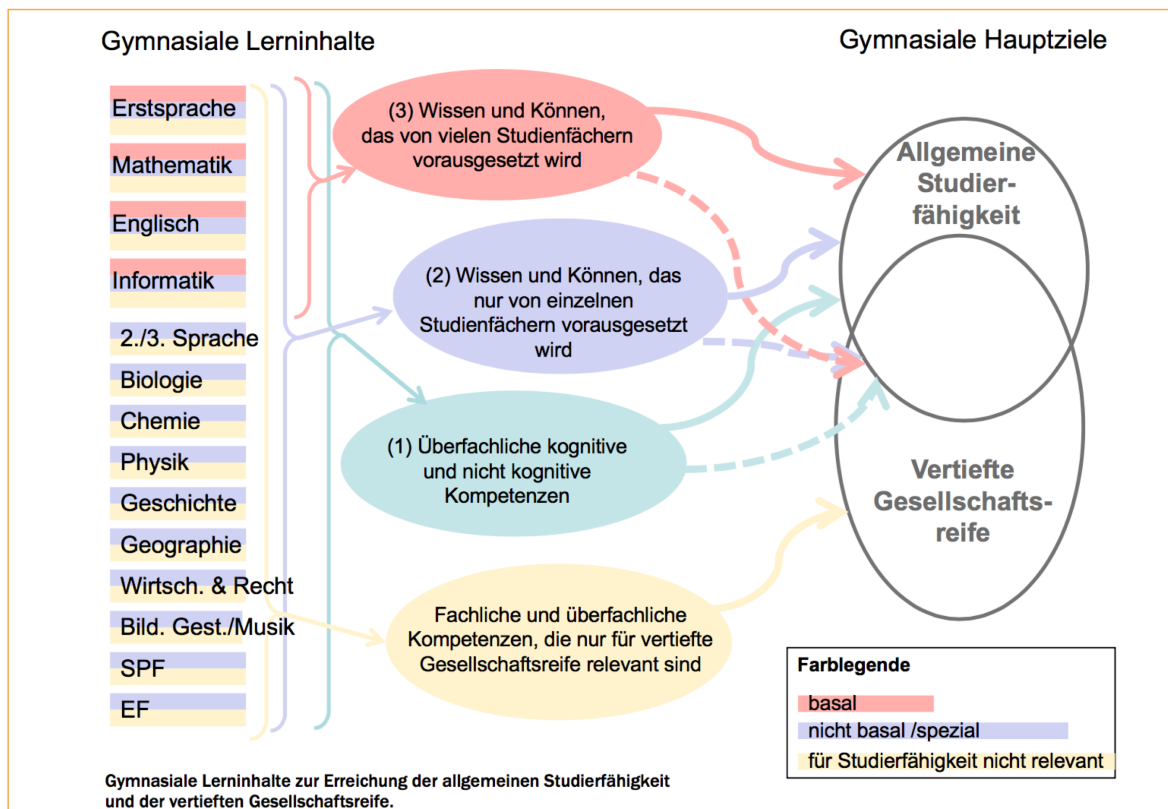 Gymnasiale Lerninhalte
Gymnasiale Hauptziele
Erstsprache
Mathematik
Englisch
Informatik
2./3. Sprache
Biologie
Chemie
Physik
Geschichte
Geographie
Wirtsch. & Recht
Bild. Gest./Musik
SPF
EF
(3) Wissen und Können,
das von vielen Studienfächern
vorausgesetzt wird
(2) Wissen und Können, das
nur von einzelnen
Studienfächern vorausgesetzt
wird
(1) Überfachliche kognitive
und nicht kognitive
Kompetenzen
Fachliche und überfachliche
Kompetenzen, die nur für vertiefte
Gesellschaftsreife relevant sind
Allgemeine
Studier-
fähigkeit
Vertiefte
Gesellschafts-
reife
Farblegende
basal
nicht basal /spezial
für Studierfähigkeit nicht relevant
Gymnasiale Lerninhalte zur Erreichung der allgemeinen Studierfähigkeit
und der vertieften Gesellschaftsreife.